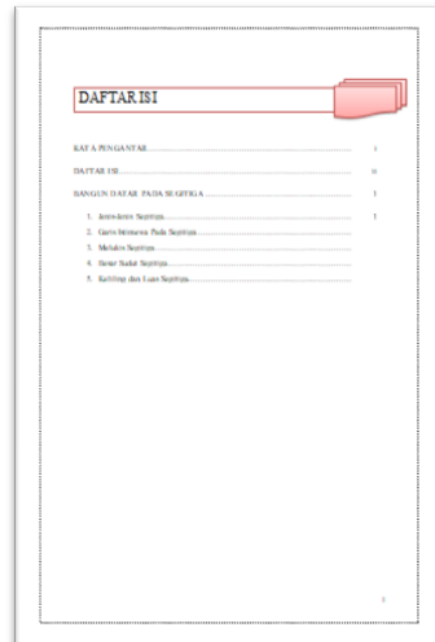 DAFTAR ISI
KATA PENGANTAR........................................ i
DAFTAR ISI........................................ ii
BANGUN DATAR PADA SEGITIGA........................................ 1
1. Jenis-Jenis Segitiga........................................ 1
2. Garis Istimewa Pada Segitiga........................................
3. Melukis Segitiga........................................
4. Besar Sudut Segitiga........................................
5. Keliling dan Luas Segitiga........................................